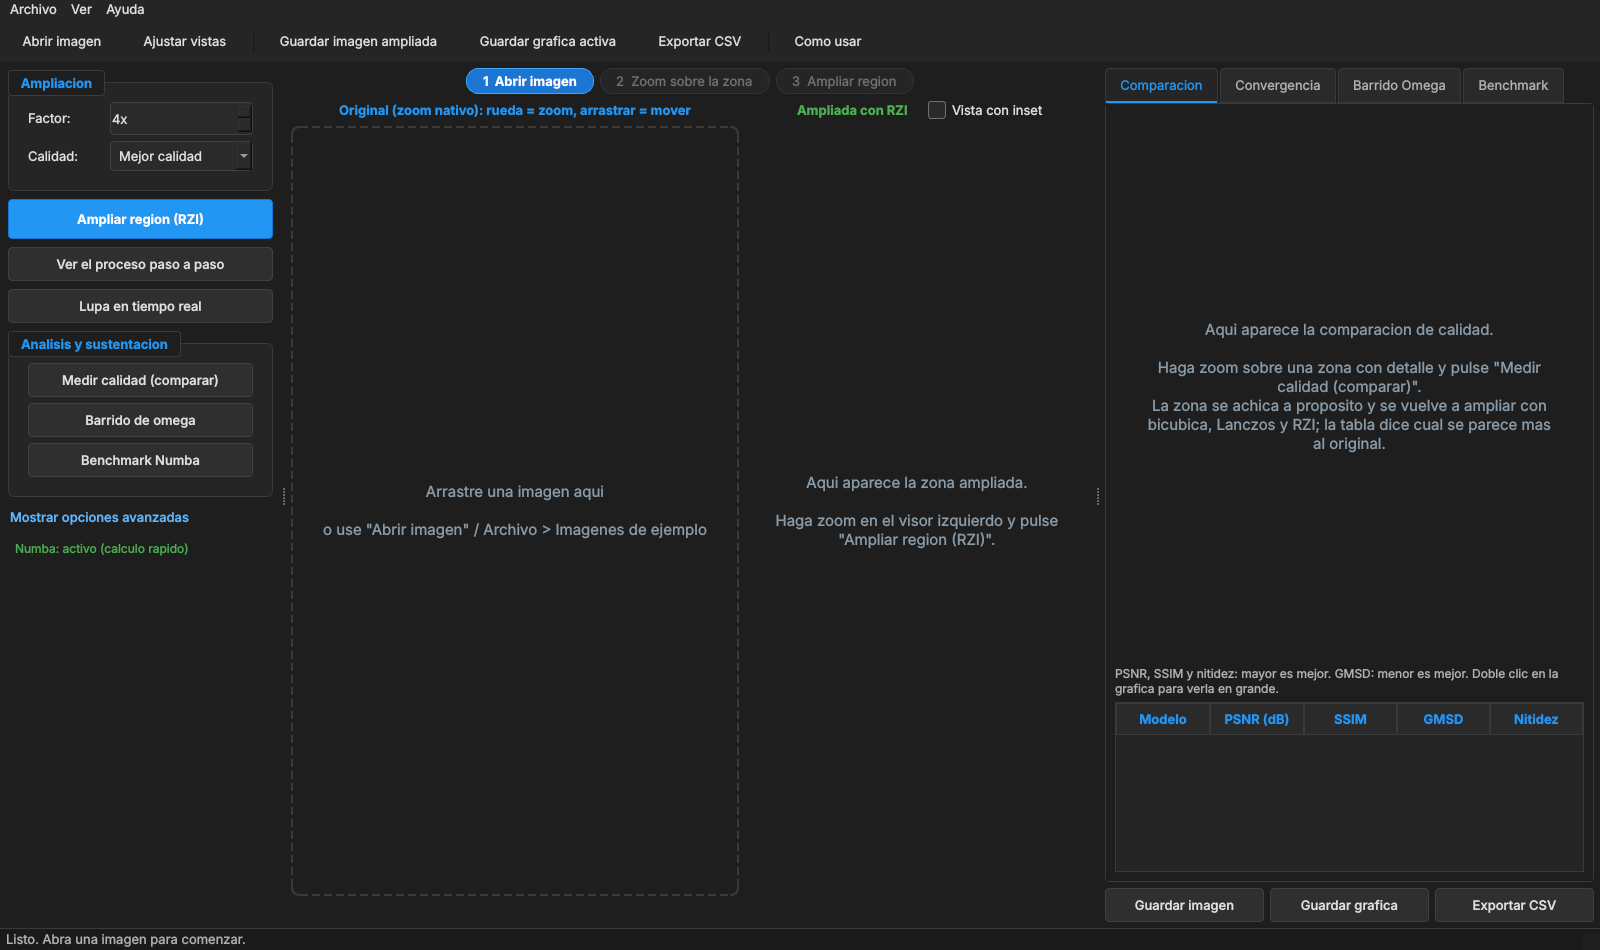 Archivo Ver Ayuda
Abrir imagen Ajustar vistas Guardar imagen ampliada Guardar grafica activa Exportar CSV Como usar
Ampliacion
Factor: 4x
Calidad: Mejor calidad
Ampliar region (RZI)
Ver el proceso paso a paso
Lupa en tiempo real
Analisis y sustentacion
Medir calidad (comparar)
Barrido de omega
Benchmark Numba
Mostrar opciones avanzadas
Numba: activo (calculo rapido)
1 Abrir imagen 2 Zoom sobre la zona 3 Ampliar region
Original (zoom nativo): rueda = zoom, arrastrar = mover
Arrastre una imagen aqui
o use "Abrir imagen" / Archivo > Imagenes de ejemplo
Ampliada con RZI Vista con inset
Aqui aparece la zona ampliada.
Haga zoom en el visor izquierdo y pulse
"Ampliar region (RZI)".
Comparacion Convergencia Barrido Omega Benchmark
Aqui aparece la comparacion de calidad.
Haga zoom sobre una zona con detalle y pulse "Medir
calidad (comparar)".
La zona se achica a proposito y se vuelve a ampliar con
bicubica, Lanczos y RZI; la tabla dice cual se parece mas
al original.
PSNR, SSIM y nitidez: mayor es mejor. GMSD: menor es mejor. Doble clic en la
grafica para verla en grande.
Modelo PSNR (dB) SSIM GMSD Nitidez
Guardar imagen Guardar grafica Exportar CSV
Listo. Abra una imagen para comenzar.